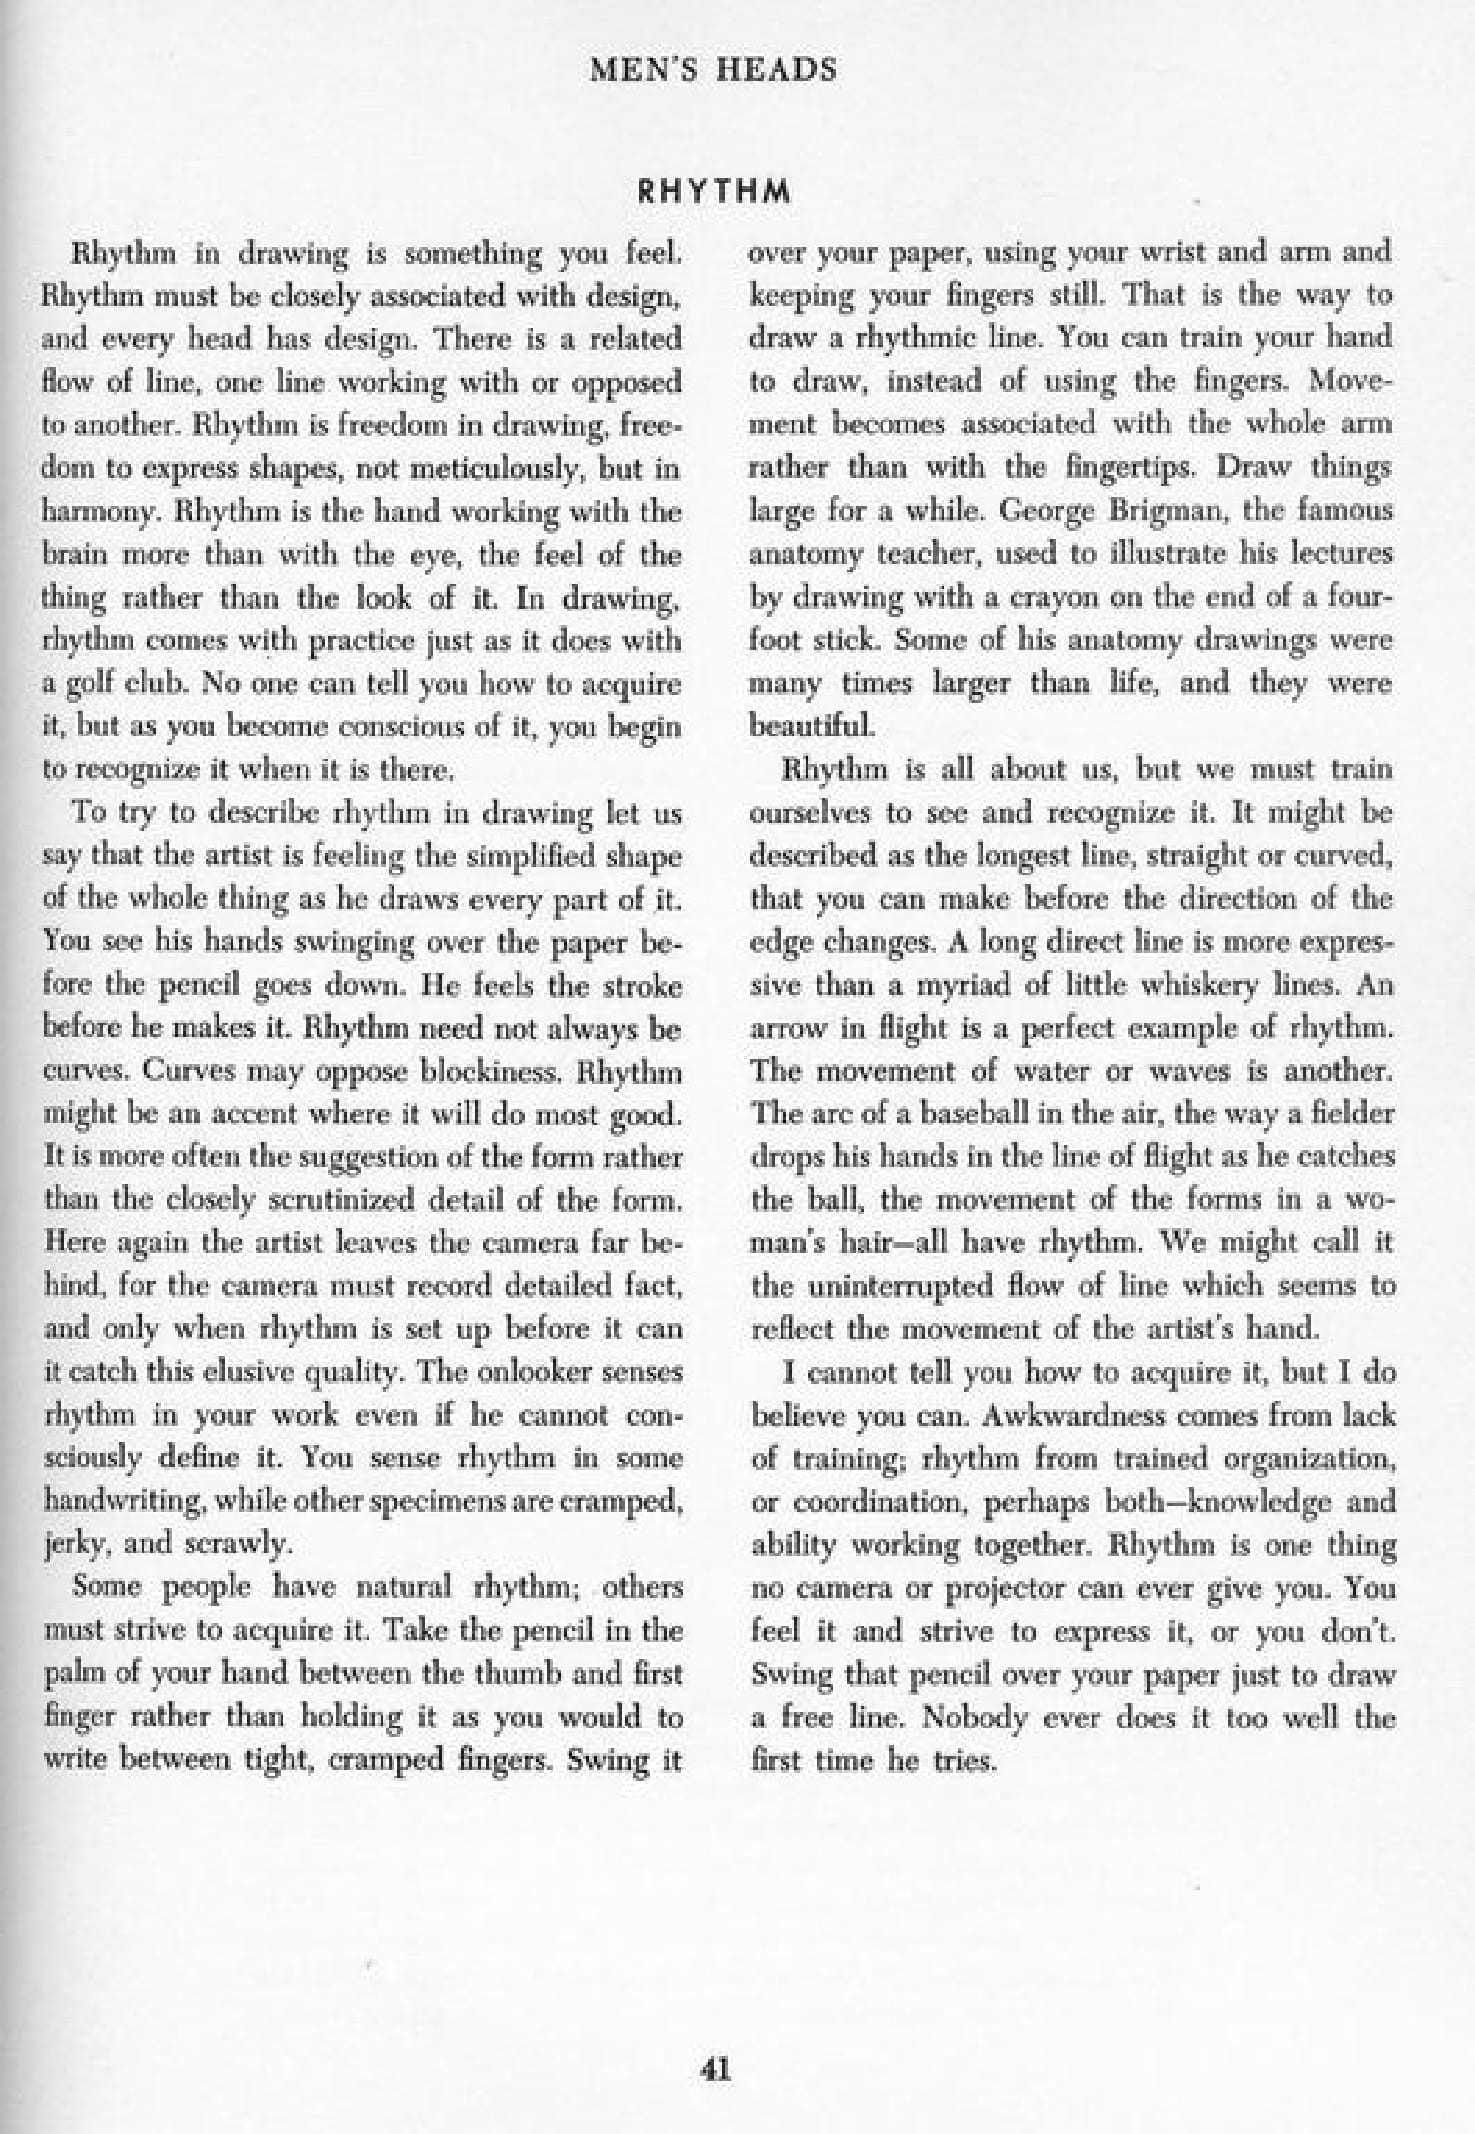 MEN'S HEADS
RHYTHM
Rhythm in drawing is something you feel.
Rhythm must be closely associated with design,
and every head has design. There is a related
flow of line, one line working with or opposed
to another. Rhythm is freedom in drawing, free-
dom to express shapes, not meticulously, but in
harmony. Rhythm is the hand working with the
brain more than with the eye, the feel of the
thing rather than the look of it. In drawing,
rhythm comes with practice just as it does with
a golf club. No one can tell you how to acquire
it, but as you become conscious of it, you begin
to recognize it when it is there.
To try to describe rhythm in drawing let us
say that the artist is feeling the simplified shape
of the whole thing as he draws every part of it.
You see his hands swinging over the paper be-
fore the pencil goes down. He feels the stroke
before he makes it. Rhythm need not always be
curves. Curves may oppose blockiness. Rhythm
might be an accent where it will do most good.
It is more often the suggestion of the form rather
than the closely scrutinized detail of the form.
Here again the artist leaves the camera far be-
hind, for the camera must record detailed fact,
and only when rhythm is set up before it can
it catch this elusive quality. The onlooker senses
rhythm in your work even if he cannot con-
sciously define it. You sense rhythm in some
handwriting, while other specimens are cramped,
jerky, and scrawly.
Some people have natural rhythm; others
must strive to acquire it. Take the pencil in the
palm of your hand between the thumb and first
finger rather than holding it as you would to
write between tight, cramped fingers. Swing it
over your paper, using your wrist and arm and
keeping your fingers still. That is the way to
draw a rhythmic line. You can train your hand
to draw, instead of using the fingers. Move-
ment becomes associated with the whole arm
rather than with the fingertips. Draw things
large for a while. George Brigman, the famous
anatomy teacher, used to illustrate his lectures
by drawing with a crayon on the end of a four-
foot stick. Some of his anatomy drawings were
many times larger than life, and they were
beautiful.
Rhythm is all about us, but we must train
ourselves to see and recognize it. It might be
described as the longest line, straight or curved,
that you can make before the direction of the
edge changes. A long direct line is more expres-
sive than a myriad of little whiskery lines. An
arrow in flight is a perfect example of rhythm.
The movement of water or waves is another.
The arc of a baseball in the air, the way a fielder
drops his hands in the line of flight as he catches
the ball, the movement of the forms in a wo-
man's hair—all have rhythm. We might call it
the uninterrupted flow of line which seems to
reflect the movement of the artist's hand.
I cannot tell you how to acquire it, but I do
believe you can. Awkwardness comes from lack
of training; rhythm from trained organization,
or coordination, perhaps both—knowledge and
ability working together. Rhythm is one thing
no camera or projector can ever give you. You
feel it and strive to express it, or you don't.
Swing that pencil over your paper just to draw
a free line. Nobody ever does it too well the
first time he tries.
41